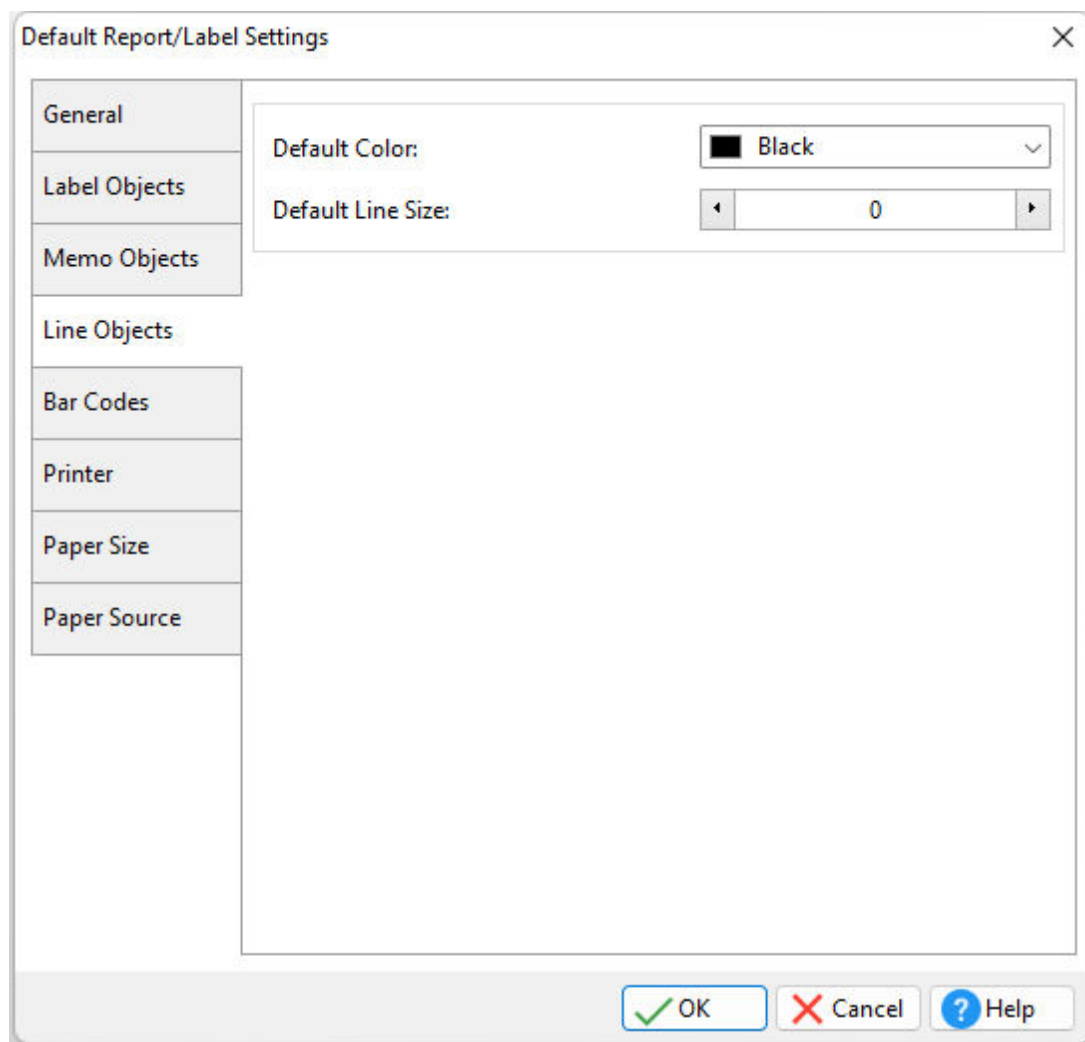 Default Report/Label Settings
General
Label Objects
Memo Objects
Line Objects
Bar Codes
Printer
Paper Size
Paper Source
Default Color:
Black
Default Line Size:
0
OK
Cancel
? Help